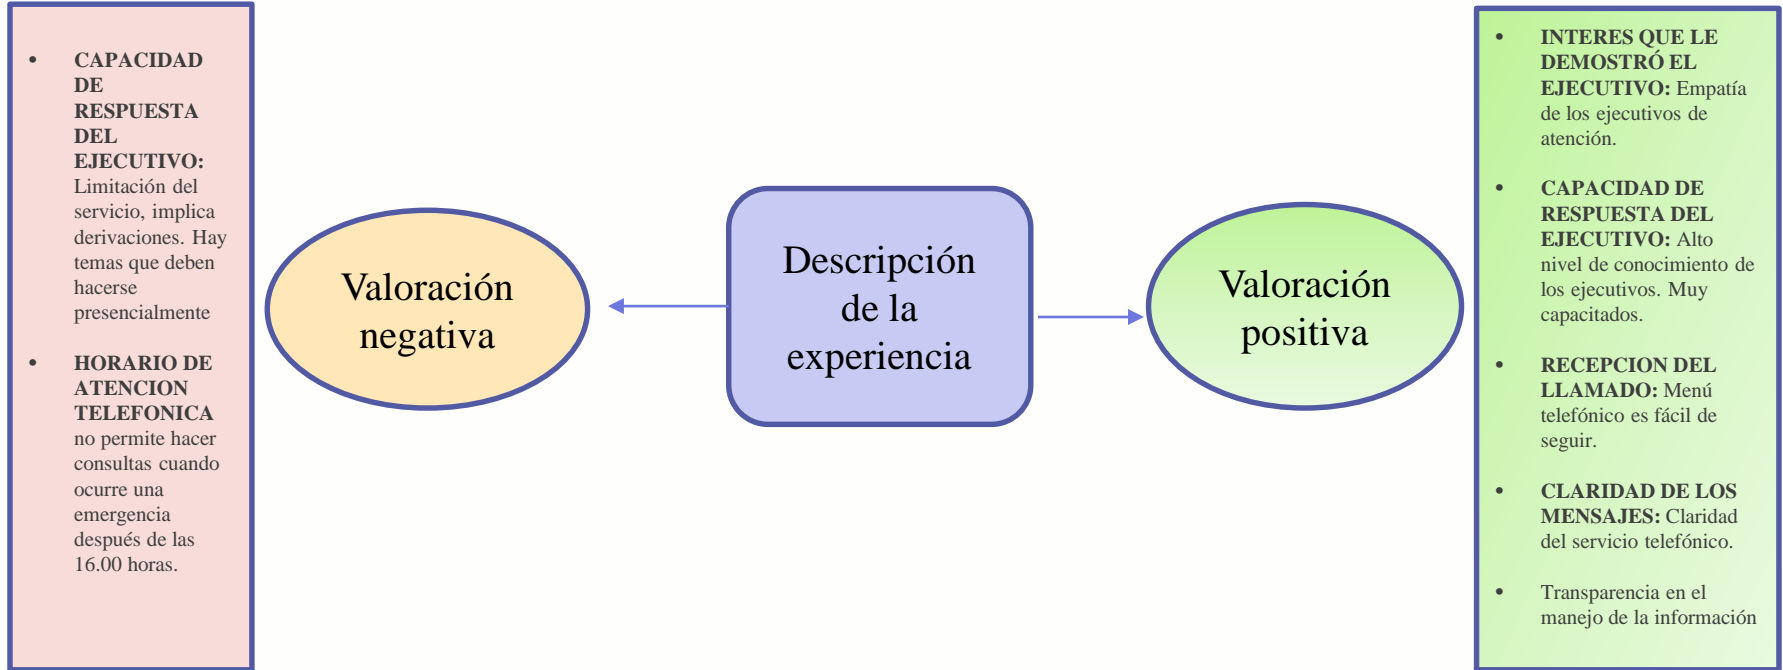 • CAPACIDAD
DE
RESPUESTA
DEL
EJECUTIVO:
Limitación del
servicio, implica
derivaciones. Hay
temas que deben
hacerse
presencialmente
• HORARIO DE
ATENCION
TELEFONICA
no permite hacer
consultas cuando
ocurre una
emergencia
después de las
16.00 horas.
Valoración
negativa
Descripción
de la
experiencia
Valoración
positiva
• INTERES QUE LE
DEMOSTRÓ EL
EJECUTIVO: Empatía
de los ejecutivos de
atención.
• CAPACIDAD DE
RESPUESTA DEL
EJECUTIVO: Alto
nivel de conocimiento de
los ejecutivos. Muy
capacitados.
• RECEPCION DEL
LLAMADO: Menú
telefónico es fácil de
seguir.
• CLARIDAD DE LOS
MENSAJES: Claridad
del servicio telefónico.
• Transparencia en el
manejo de la información